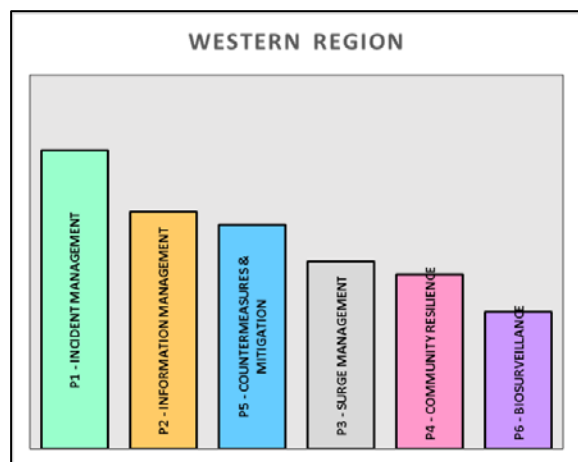 WESTERN REGION
P1 - INCIDENT MANAGEMENT
P2 - INFORMATION MANAGEMENT
P5 - COUNTERMEASURES &
MITIGATION
P3 - SURGE MANAGEMENT
P4 - COMMUNITY RESILIENCE
P6 - BIOSURVEILLANCE